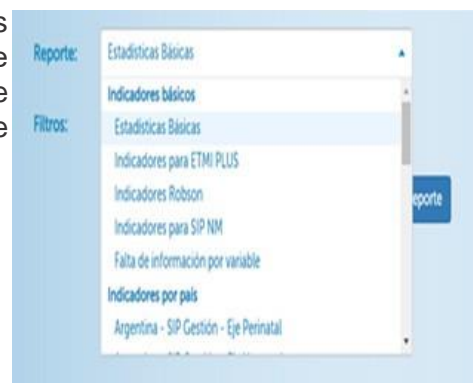 s
e
e
e
Reporte:
Estadísticas Básicas
Indicadores básicos
Filtros:
Estadísticas Básicas
Indicadores para ETMI PLUS
Indicadores Robson
eporte
Indicadores para SIP NM
Falta de información por variable
Indicadores por país
Argentina - SIP Gestión - Eje Perinatal